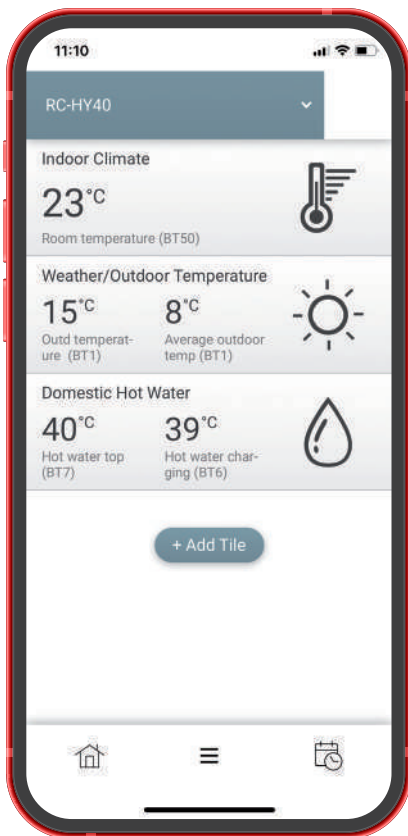 11:10
RC-HY40
Indoor Climate
23°C
Room temperature (BT50)
Weather/Outdoor Temperature
15°C 8°C
Outd temperat- Average outdoor
ure (BT1) temp (BT1)
Domestic Hot Water
40°C 39°C
Hot water top Hot water char-
(BT7) ging (BT6)
+ Add Tile